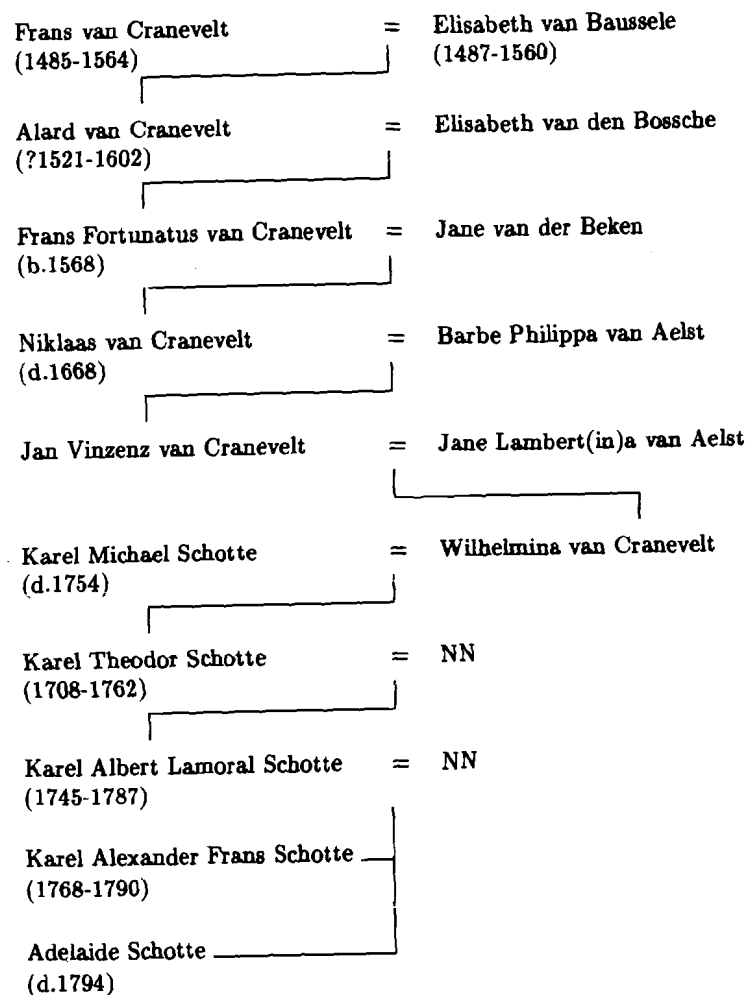 Frans van Cranevelt = Elisabeth van Baussele
(1485-1564) (1487-1560)
Alard van Cranevelt = Elisabeth van den Bossche
(?1521-1602)
Frans Fortunatus van Cranevelt = Jane van der Beken
(b.1568)
Niklaas van Cranevelt = Barbe Philippa van Aelst
(d.1668)
Jan Vinzenz van Cranevelt = Jane Lambert(in)a van Aelst
Karel Michael Schotte = Wilhelmina van Cranevelt
(d.1754)
Karel Theodor Schotte = NN
(1708-1762)
Karel Albert Lamoral Schotte = NN
(1745-1787)
Karel Alexander Frans Schotte
(1768-1790)
Adelaide Schotte
(d.1794)